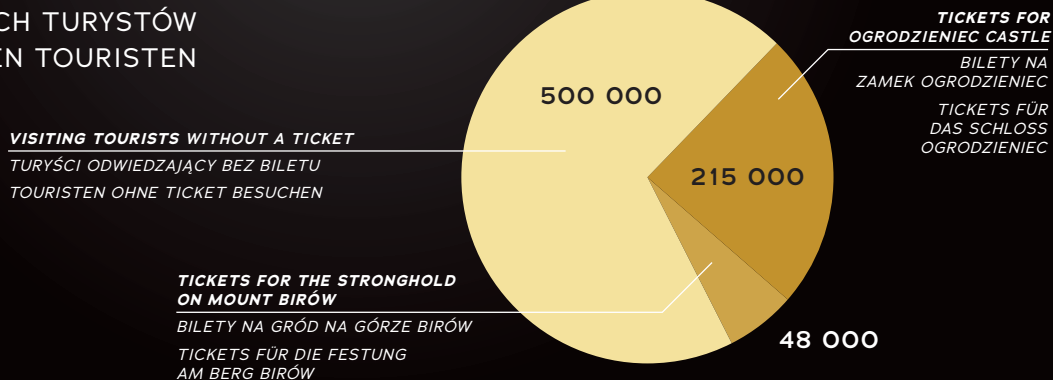 CH TURYSTÓW
EN TOURISTEN
TICKETS FOR
OGRODZIENIEC CASTLE
BILETY NA
ZAMEK OGRODZIENIEC
TICKETS FÜR
DAS SCHLOSS
OGRODZIENIEC
500 000
VISITING TOURISTS WITHOUT A TICKET
TURYŚCI ODWIEDZAJĄCY BEZ BILETU
TOURISTEN OHNE TICKET BESUCHEN
215 000
TICKETS FOR THE STRONGHOLD
ON MOUNT BIRÓW
BILETY NA GRÓD NA GÓRZE BIRÓW
TICKETS FÜR DIE FESTUNG
AM BERG BIRÓW
48 000